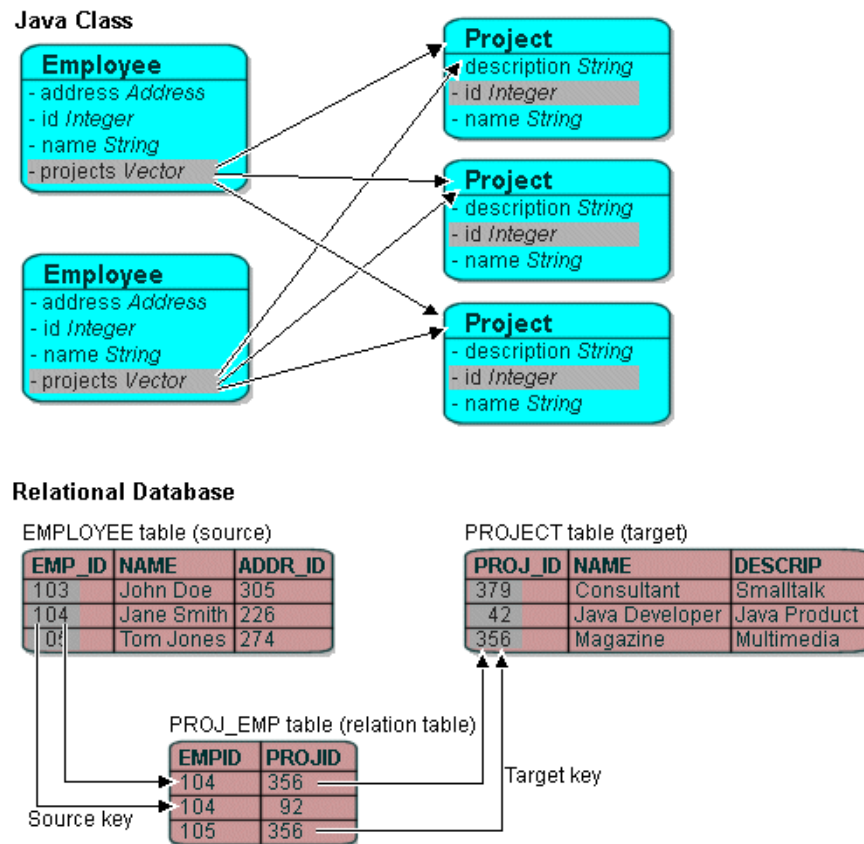 Java Class
Employee
- address Address
- id Integer
- name String
- projects Vector
Project
- description String
- id Integer
- name String
Project
- description String
- id Integer
- name String
Employee
- address Address
- id Integer
- name String
- projects Vector
Project
- description String
- id Integer
- name String
Relational Database
EMPLOYEE table (source)
EMP_ID NAME ADDR_ID
103 John Doe 305
104 Jane Smith 226
05 Tom Jones 274
PROJECT table (target)
PROJ_ID NAME DESCRIP
379 Consultant Smalltalk
42 Java Developer Java Product
356 Magazine Multimedia
PROJ_EMP table (relation table)
EMPID PROJID
104 356
104 92
105 356
Source key
Target key